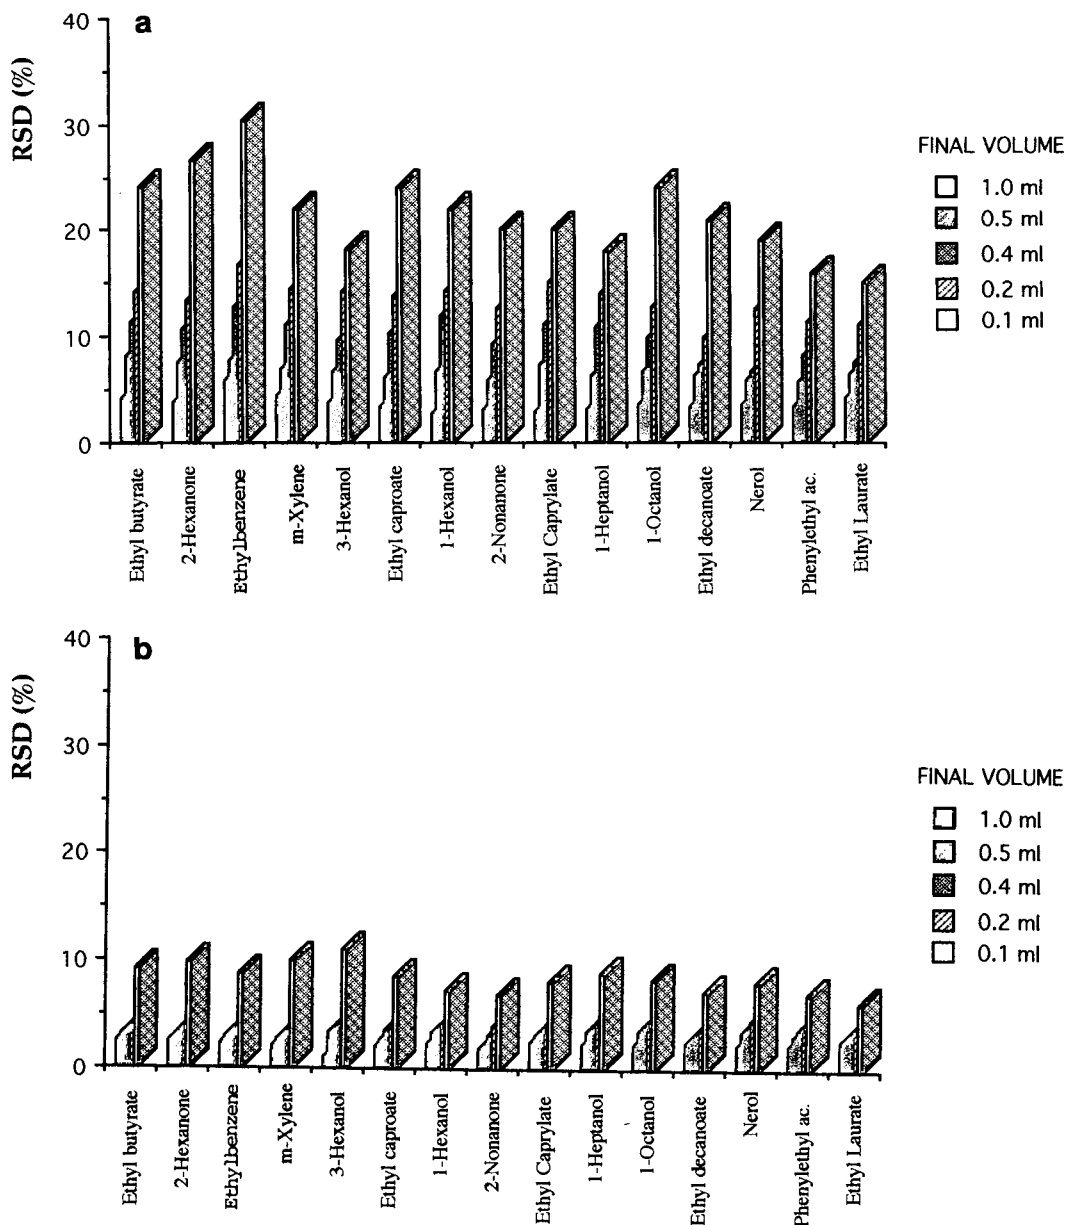 a
40
30
20
10
0
RSD (%)
FINAL VOLUME
1.0 ml
0.5 ml
0.4 ml
0.2 ml
0.1 ml
Ethyl butyrate
2-Hexanone
Ethylbenzene
m-Xylene
3-Hexanol
Ethyl caproate
1-Hexanol
2-Nonanone
Ethyl Caprylate
1-Heptanol
1-Octanol
Ethyl decanoate
Nerol
Phenylethyl ac.
Ethyl Laurate
b
40
30
20
10
0
RSD (%)
FINAL VOLUME
1.0 ml
0.5 ml
0.4 ml
0.2 ml
0.1 ml
Ethyl butyrate
2-Hexanone
Ethylbenzene
m-Xylene
3-Hexanol
Ethyl caproate
1-Hexanol
2-Nonanone
Ethyl Caprylate
1-Heptanol
1-Octanol
Ethyl decanoate
Nerol
Phenylethyl ac.
Ethyl Laurate